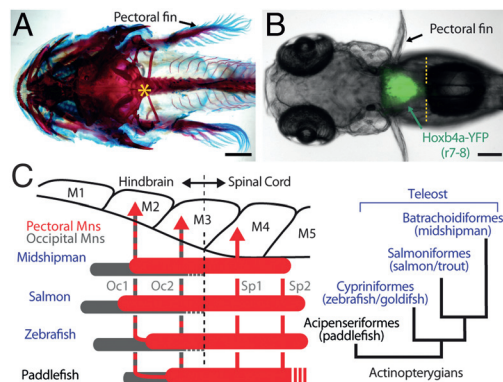 A
Pectoral fin
*
B
Pectoral fin
Hoxb4a-YFP
(r7-8)
C
Hindbrain
Spinal Cord
M1
M2
M3
M4
M5
Pectoral Mns
Occipital Mns
Midshipman
Oc1
Oc2
Sp1
Sp2
Salmon
Zebrafish
Paddlefish
Teleost
Batrachoidiformes
(midshipman)
Salmoniformes
(salmon/trout)
Cypriniformes
(zebrafish/goldfish)
Acipenseriformes
(paddlefish)
Actinopterygians